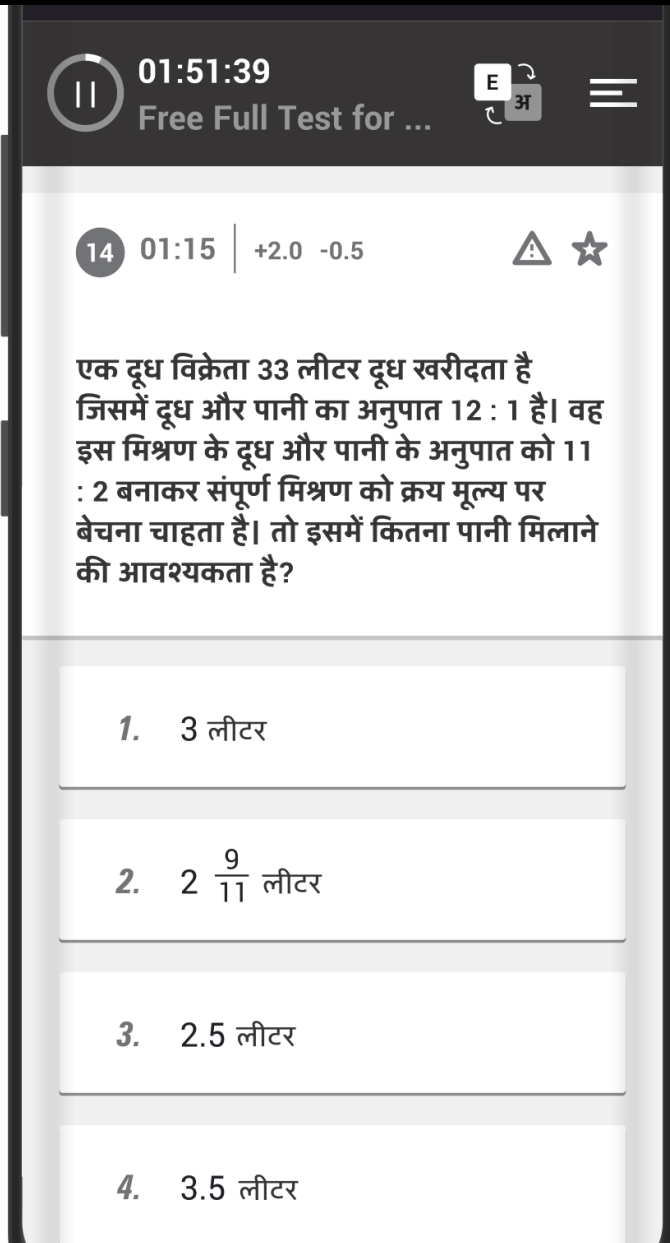 01:51:39
Free Full Test for ...
E
अ
14 01:15 +2.0 -0.5
एक दूध विक्रेता 33 लीटर दूध खरीदता है
जिसमें दूध और पानी का अनुपात 12 : 1 है| वह
इस मिश्रण के दूध और पानी के अनुपात को 11
: 2 बनाकर संपूर्ण मिश्रण को क्रय मूल्य पर
बेचना चाहता है| तो इसमें कितना पानी मिलाने
की आवश्यकता है?
1. 3 लीटर
2. 2 9/11 लीटर
3. 2.5 लीटर
4. 3.5 लीटर